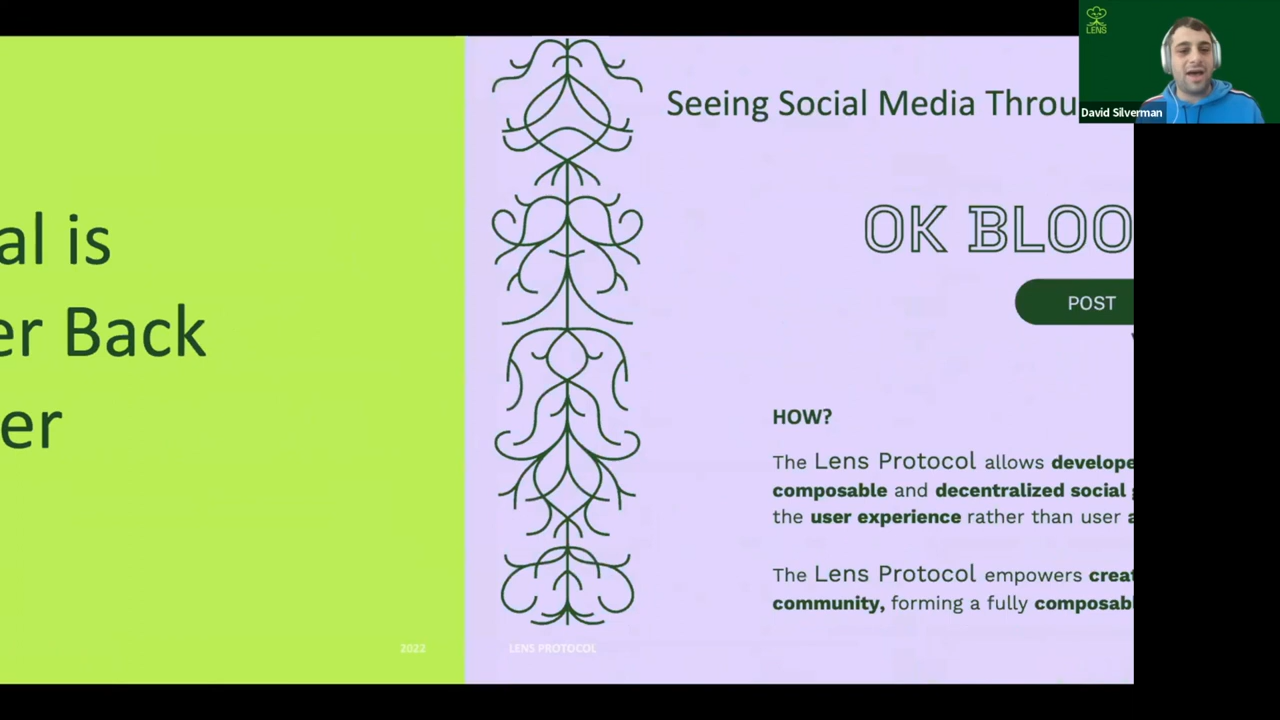 LENS
David Silverman
al is
er Back
er
2022
Seeing Social Media Throu
OK BLOO
POST
HOW?
The Lens Protocol allows develope
composable and decentralized social
the user experience rather than user a
The Lens Protocol empowers creat
community, forming a fully composab
LENS PROTOCOL